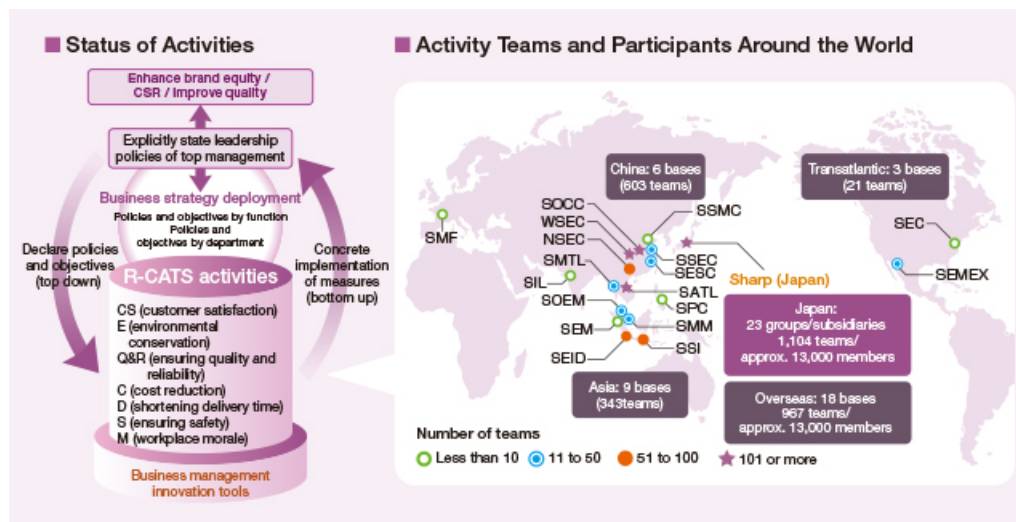 Status of Activities
Enhance brand equity /
CSR / Improve quality
Explicitly state leadership
policies of top management
Business strategy deployment
Policies and objectives by function
Policies and
objectives by department
Declare policies
and objectives
(top down)
Concrete
implementation
of measures
(bottom up)
R-CATS activities
CS (customer satisfaction)
E (environmental
conservation)
Q&R (ensuring quality and
reliability)
C (cost reduction)
D (shortening delivery time)
S (ensuring safety)
M (workplace morale)
Business management
innovation tools
Activity Teams and Participants Around the World
China: 6 bases
(603 teams)
Transatlantic: 3 bases
(21 teams)
SMF
SOCC
WSEC
NSEC
SMTL
SIL
SOEM
SEM
SEID
SSMC
SSEC
SESC
SATL
SPC
SMM
SSI
Sharp (Japan)
SEC
SEMEX
Japan:
23 groups/subsidiaries
1,104 teams/
approx. 13,000 members
Asia: 9 bases
(343teams)
Overseas: 18 bases
967 teams/
approx. 13,000 members
Number of teams
Less than 10
11 to 50
51 to 100
101 or more